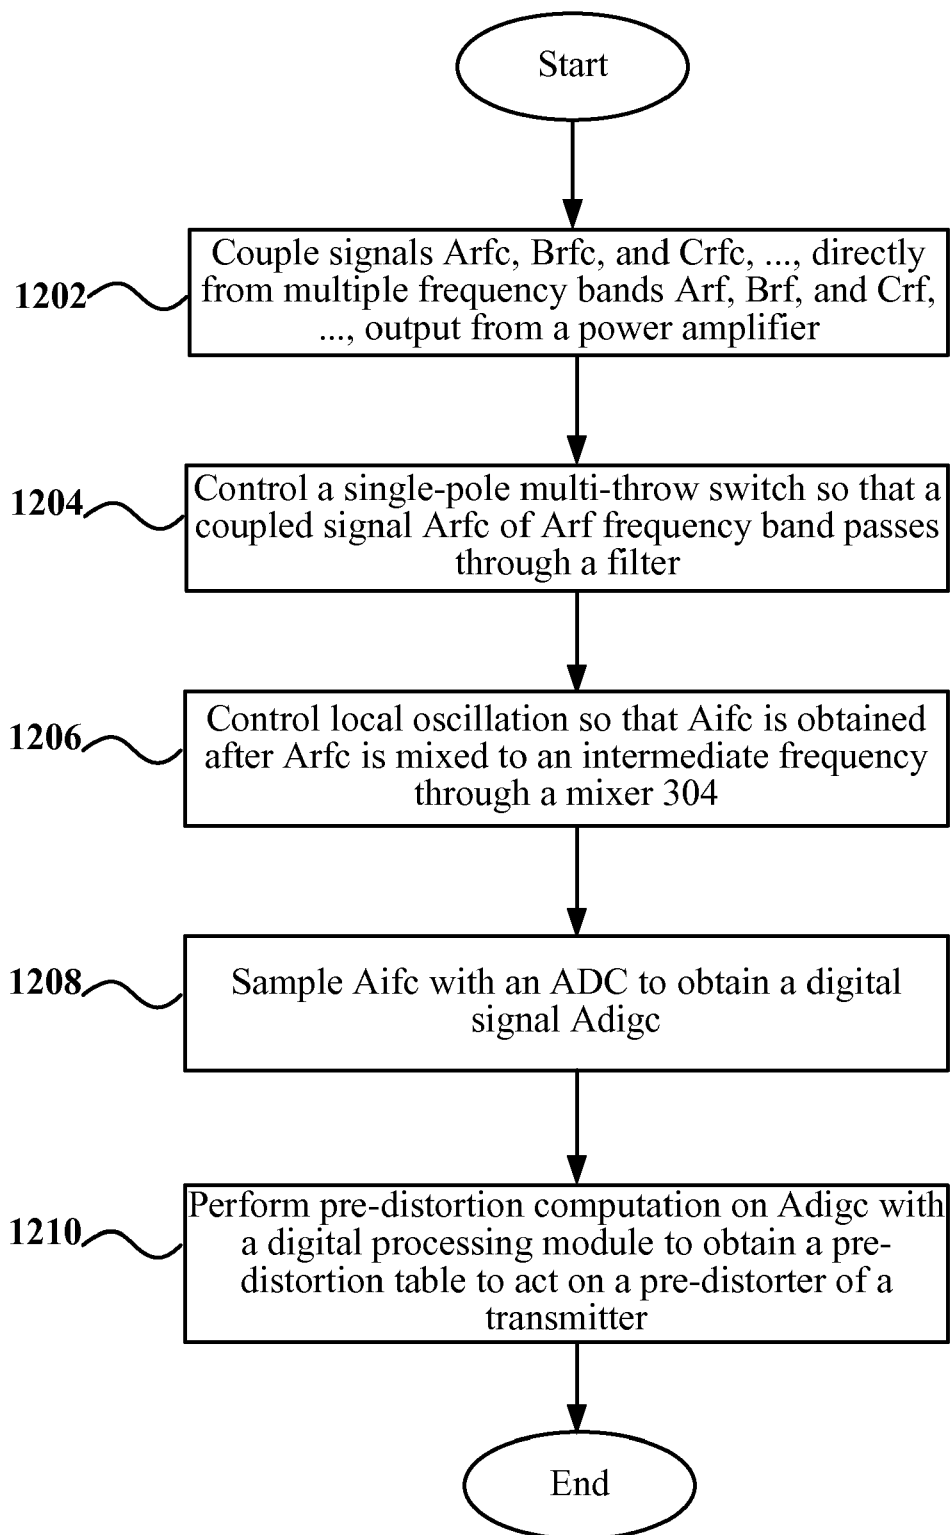 Start
Couple signals Arfc, Brfc, and Crfc, ..., directly
from multiple frequency bands Arf, Brf, and Crf,
..., output from a power amplifier
1202
Control a single-pole multi-throw switch so that a
coupled signal Arfc of Arf frequency band passes
through a filter
1204
Control local oscillation so that Aifc is obtained
after Arfc is mixed to an intermediate frequency
through a mixer 304
1206
Sample Aifc with an ADC to obtain a digital
signal Adigc
1208
Perform pre-distortion computation on Adigc with
a digital processing module to obtain a pre-
distortion table to act on a pre-distorter of a
transmitter
1210
End